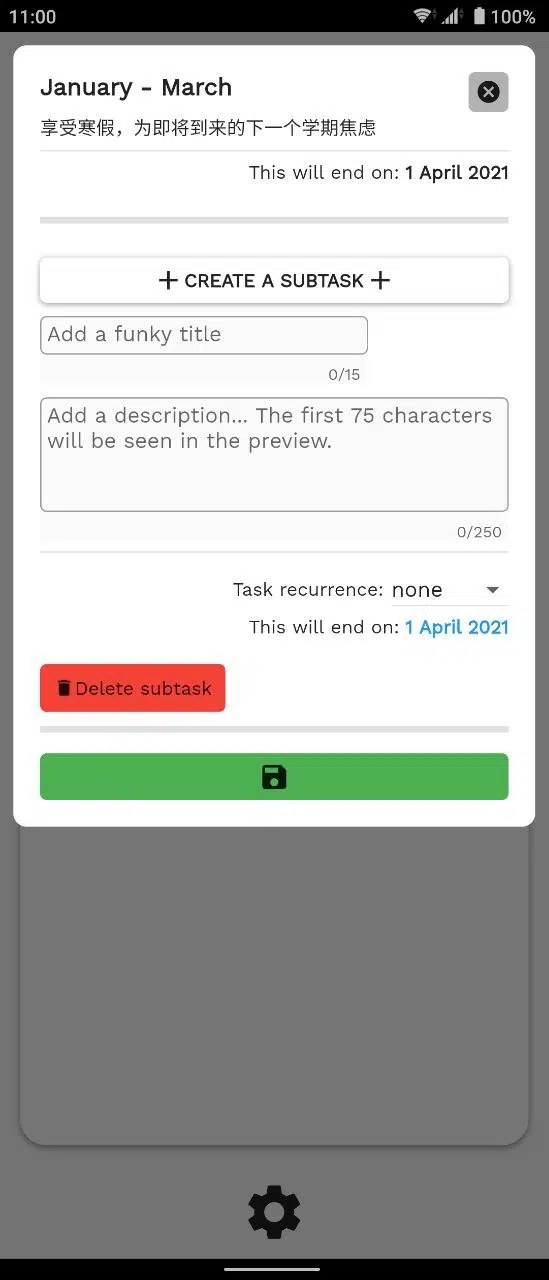 11:00
100%
January - March
享受寒假，为即将到来的下一个学期焦虑
This will end on: 1 April 2021
CREATE A SUBTASK
Add a funky title
0/15
Add a description... The first 75 characters
will be seen in the preview.
0/250
Task recurrence: none
This will end on: 1 April 2021
Delete subtask